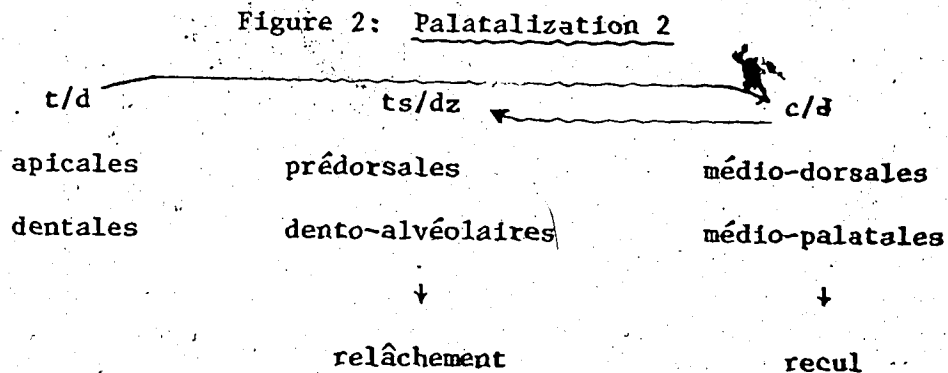 Figure 2: Palatalization 2
t/d ts/dz c/ɟ
apicales prédorsales médio-dorsales
dentales dento-alvéolaires médio-palatales
↓ ↓
relâchement recul